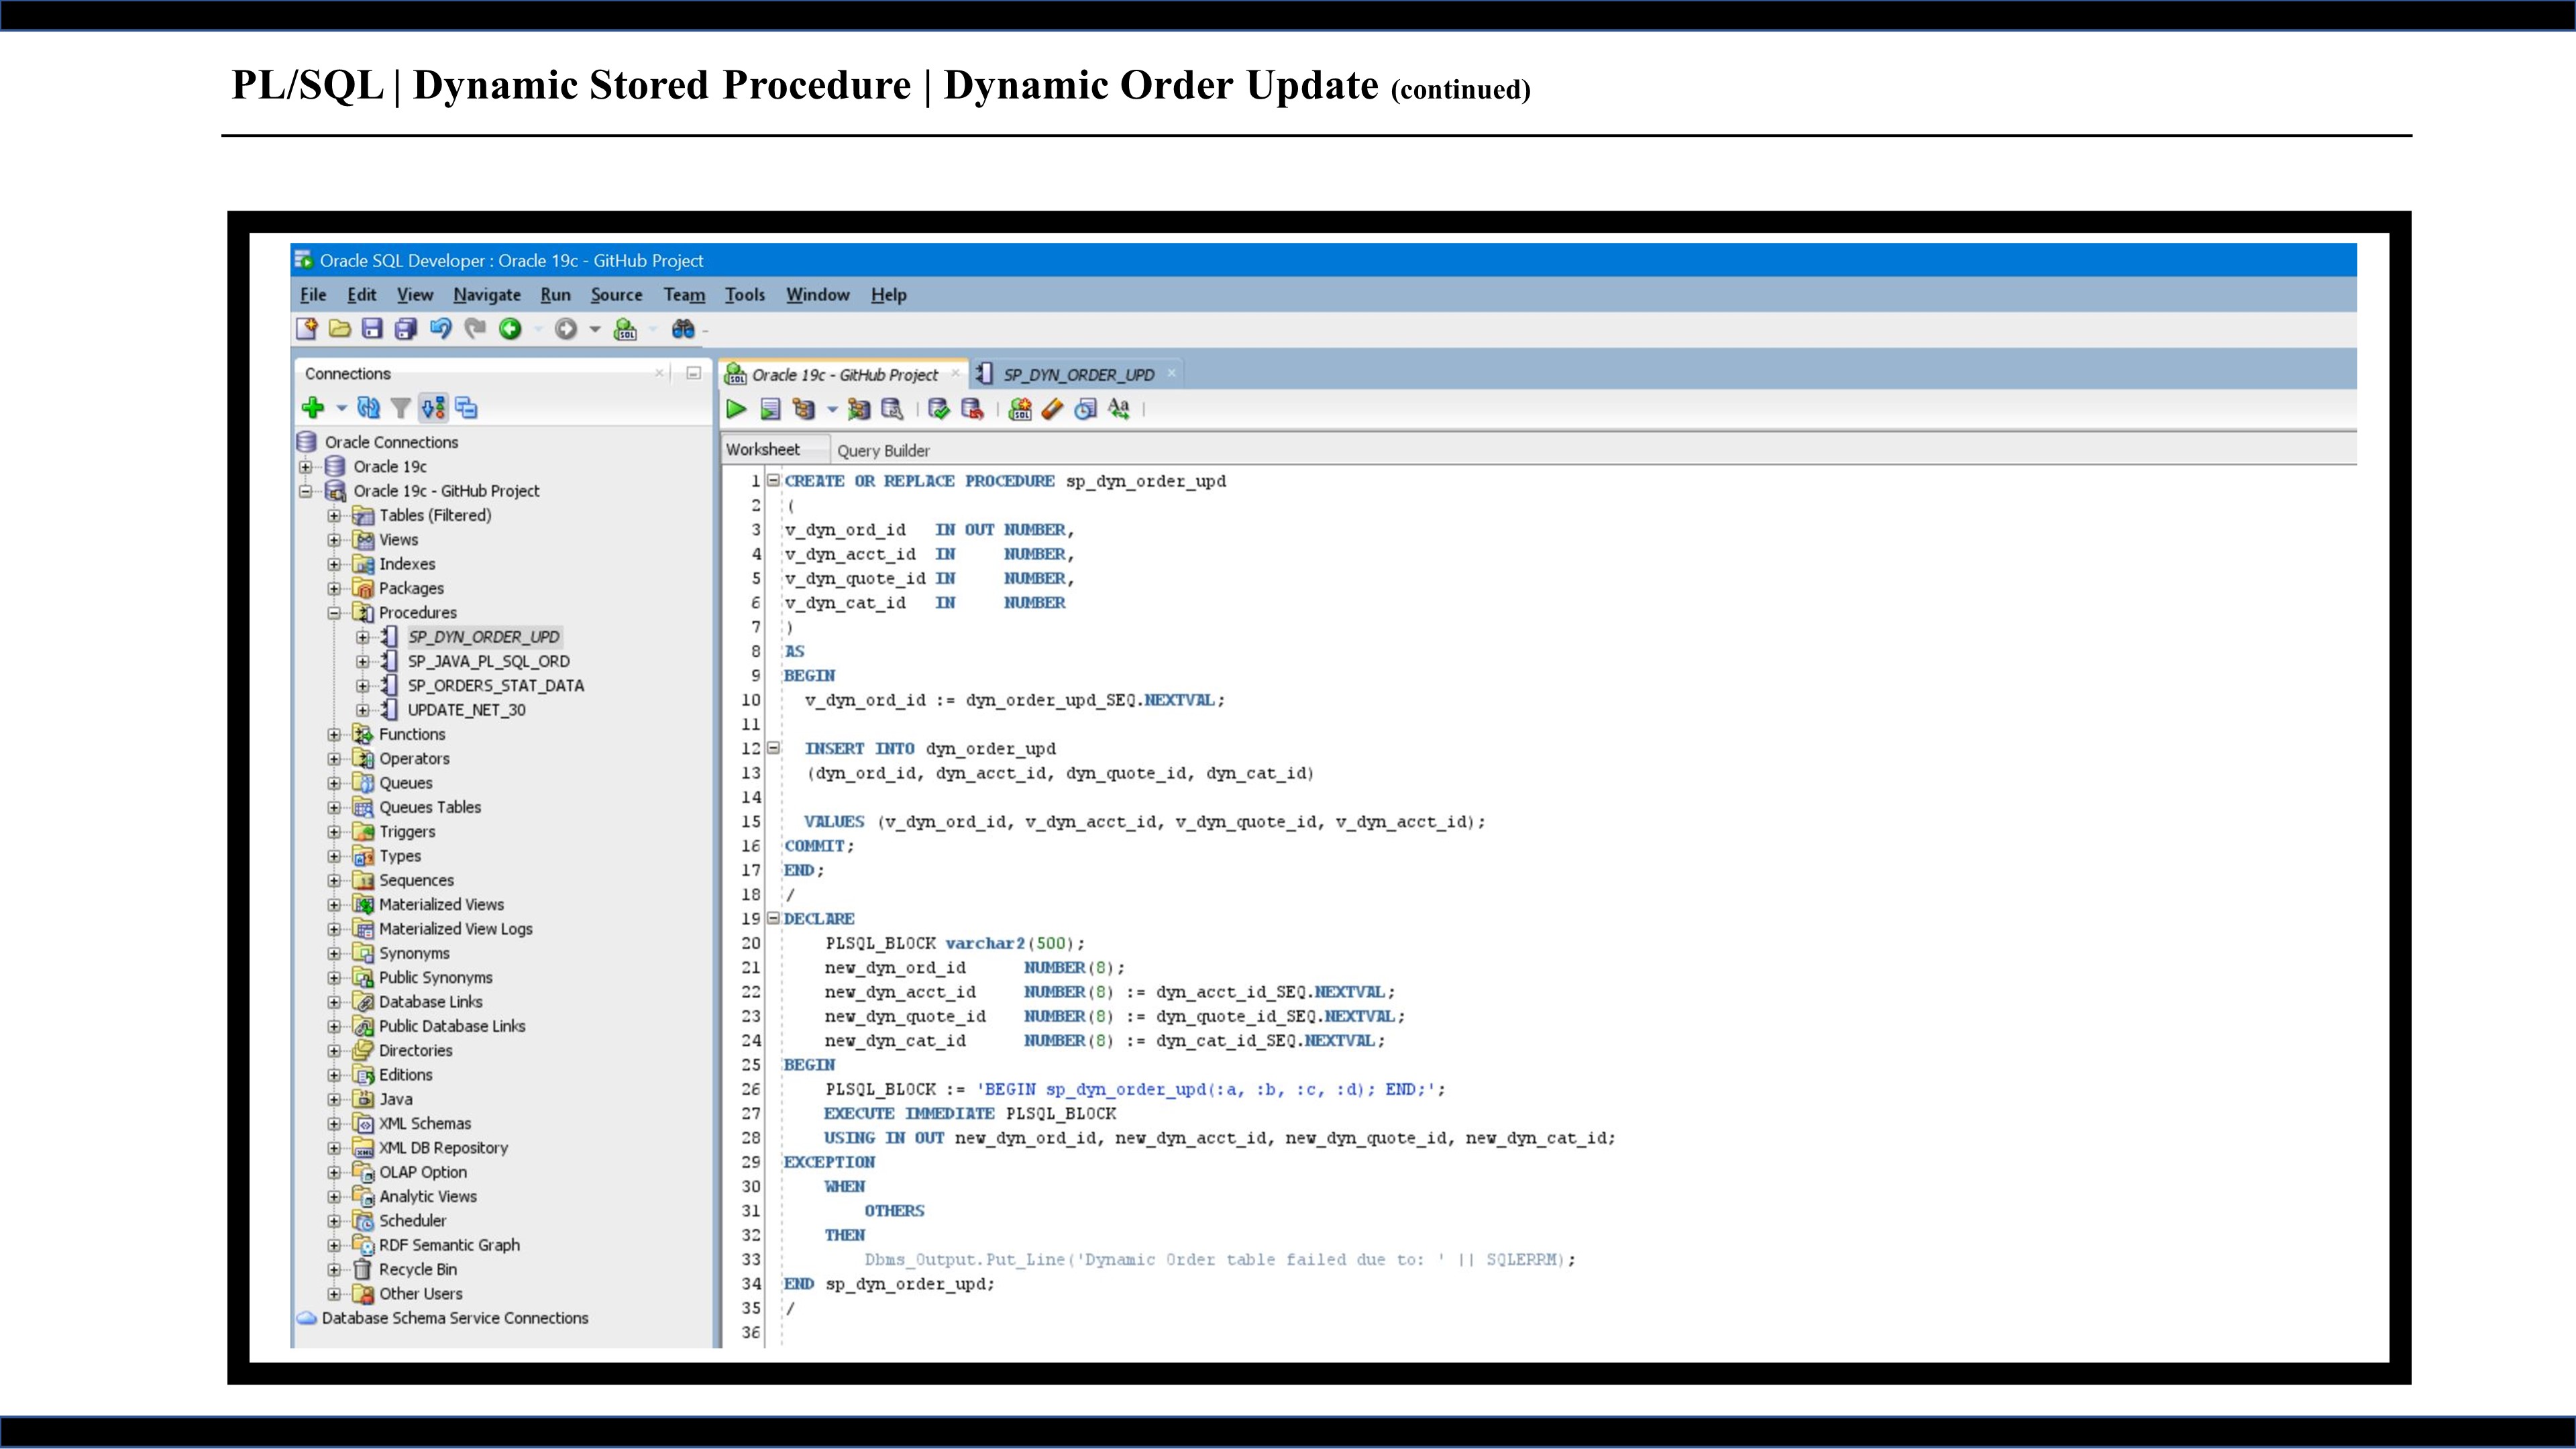 PL/SQL | Dynamic Stored Procedure | Dynamic Order Update (continued)
Oracle SQL Developer : Oracle 19c - GitHub Project
File Edit View Navigate Run Source Team Tools Window Help
Connections
Oracle Connections
Oracle 19c
Oracle 19c - GitHub Project
Tables (Filtered)
Views
Indexes
Packages
Procedures
SP_DYN_ORDER_UPD
SP_JAVA_PL_SQL_ORD
SP_ORDERS_STAT_DATA
UPDATE_NET_30
Functions
Operators
Queues
Queues Tables
Triggers
Types
Sequences
Materialized Views
Materialized View Logs
Synonyms
Public Synonyms
Database Links
Public Database Links
Directories
Editions
Java
XML Schemas
XML DB Repository
OLAP Option
Analytic Views
Scheduler
RDF Semantic Graph
Recycle Bin
Other Users
Database Schema Service Connections
Oracle 19c - GitHub Project SP_DYN_ORDER_UPD
Worksheet Query Builder
1 CREATE OR REPLACE PROCEDURE sp_dyn_order_upd
2 (
3 v_dyn_ord_id IN OUT NUMBER,
4 v_dyn_acct_id IN NUMBER,
5 v_dyn_quote_id IN NUMBER,
6 v_dyn_cat_id IN NUMBER
7 )
8 AS
9 BEGIN
10 v_dyn_ord_id := dyn_order_upd_SEQ.NEXTVAL;
11
12 INSERT INTO dyn_order_upd
13 (dyn_ord_id, dyn_acct_id, dyn_quote_id, dyn_cat_id)
14
15 VALUES (v_dyn_ord_id, v_dyn_acct_id, v_dyn_quote_id, v_dyn_acct_id);
16 COMMIT;
17 END;
18 /
19 DECLARE
20 PLSQL_BLOCK varchar2(500);
21 new_dyn_ord_id NUMBER(8);
22 new_dyn_acct_id NUMBER(8) := dyn_acct_id_SEQ.NEXTVAL;
23 new_dyn_quote_id NUMBER(8) := dyn_quote_id_SEQ.NEXTVAL;
24 new_dyn_cat_id NUMBER(8) := dyn_cat_id_SEQ.NEXTVAL;
25 BEGIN
26 PLSQL_BLOCK := 'BEGIN sp_dyn_order_upd(:a, :b, :c, :d); END;';
27 EXECUTE IMMEDIATE PLSQL_BLOCK
28 USING IN OUT new_dyn_ord_id, new_dyn_acct_id, new_dyn_quote_id, new_dyn_cat_id;
29 EXCEPTION
30 WHEN
31 OTHERS
32 THEN
33 Dbms_Output.Put_Line('Dynamic Order table failed due to: ' || SQLERRM);
34 END sp_dyn_order_upd;
35 /
36